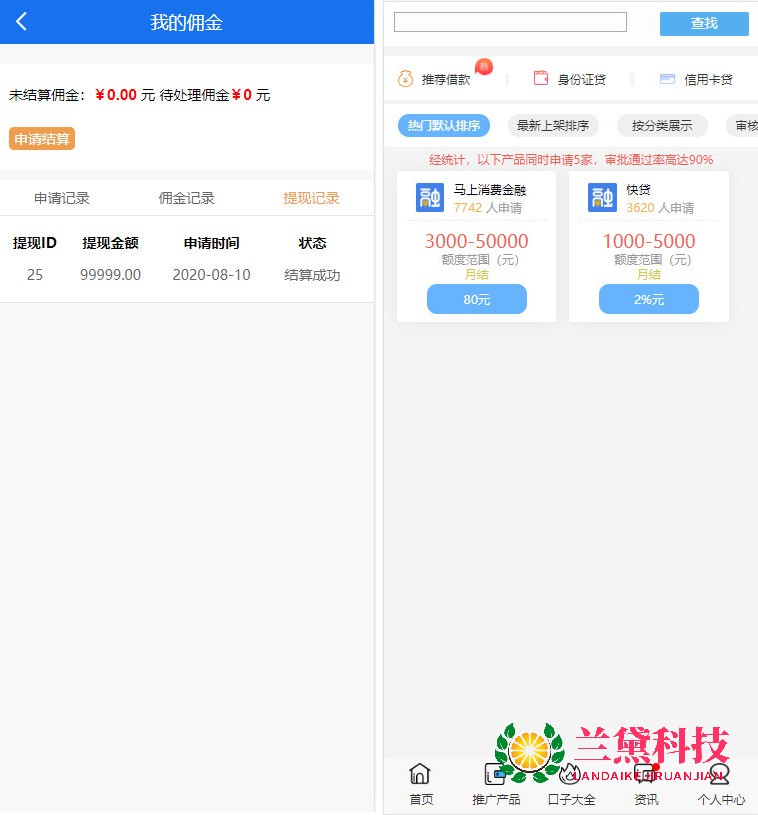 我的佣金
未结算佣金：￥0.00 元 待处理佣金￥0 元
申请结算
申请记录 佣金记录 提现记录
提现ID 提现金额 申请时间 状态
25 99999.00 2020-08-10 结算成功
查找
推荐借款 热 身份证贷 信用卡贷
热门默认排序 最新上架排序 按分类展示 审核
经统计，以下产品同时申请5家，审批通过率高达90%
融 马上消费金融
7742 人申请
3000-50000
额度范围（元）
月结
80元
融 快贷
3620 人申请
1000-5000
额度范围（元）
月结
2%元
兰黛科技
LANDAIKEJIRUANJIAN
首页 推广产品 口子大全 资讯 个人中心